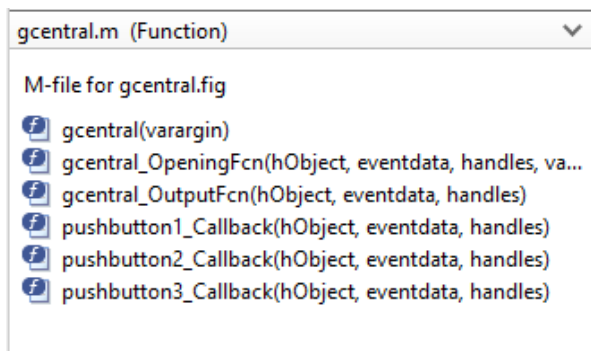 gcentral.m (Function)
M-file for gcentral.fig
gcentral(varargin)
gcentral_OpeningFcn(hObject, eventdata, handles, va...
gcentral_OutputFcn(hObject, eventdata, handles)
pushbutton1_Callback(hObject, eventdata, handles)
pushbutton2_Callback(hObject, eventdata, handles)
pushbutton3_Callback(hObject, eventdata, handles)